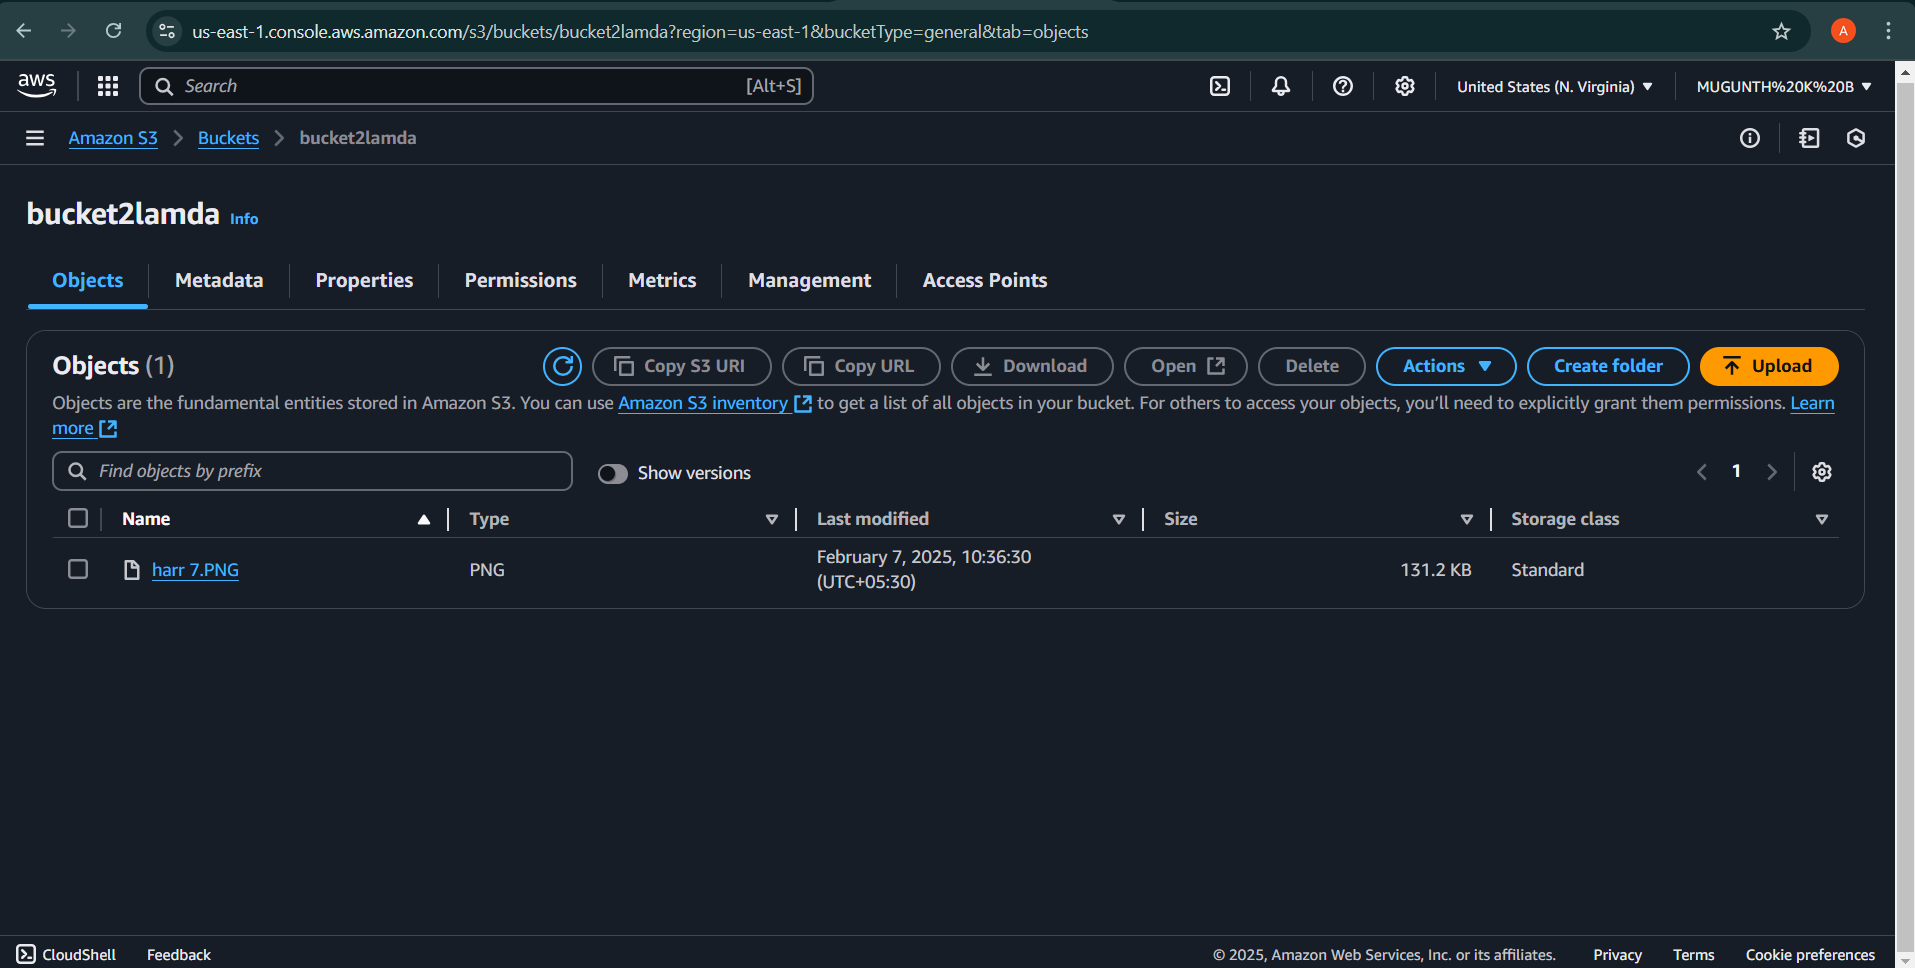 us-east-1.console.aws.amazon.com/s3/buckets/bucket2lamda?region=us-east-1&bucketType=general&tab=objects
A
aws
Search [Alt+S]
United States (N. Virginia)
MUGUNTH%20K%20B
Amazon S3
Buckets
bucket2lamda
bucket2lamda Info
Objects
Metadata
Properties
Permissions
Metrics
Management
Access Points
Objects (1)
Copy S3 URI
Copy URL
Download
Open
Delete
Actions
Create folder
Upload
Objects are the fundamental entities stored in Amazon S3. You can use Amazon S3 inventory to get a list of all objects in your bucket. For others to access your objects, you’ll need to explicitly grant them permissions. Learn
more
Find objects by prefix
Show versions
1
Name
Type
Last modified
Size
Storage class
harr 7.PNG
PNG
February 7, 2025, 10:36:30
(UTC+05:30)
131.2 KB
Standard
CloudShell
Feedback
© 2025, Amazon Web Services, Inc. or its affiliates.
Privacy
Terms
Cookie preferences